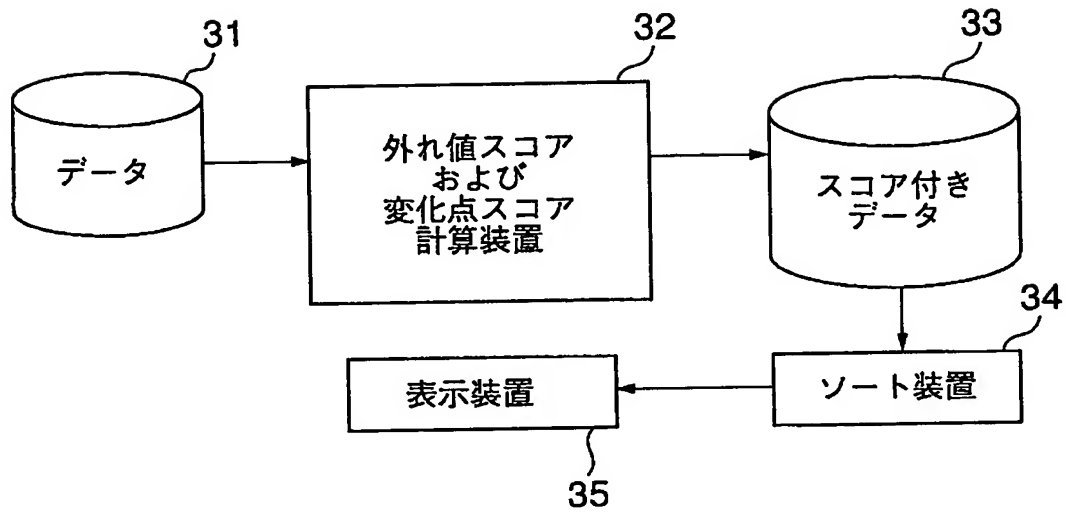 31
データ
32
外れ値スコア
および
変化点スコア
計算装置
33
スコア付き
データ
34
ソート装置
表示装置
35